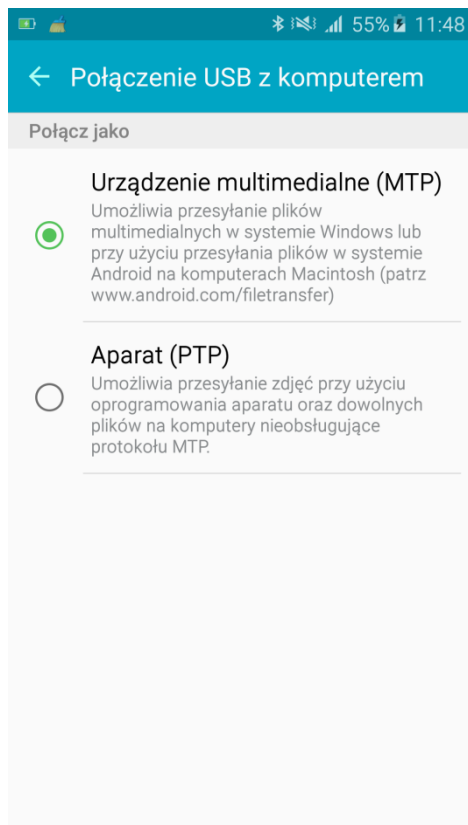 55% 11:48
Połączenie USB z komputerem
Połącz jako
Urządzenie multimedialne (MTP)
Umożliwia przesyłanie plików
multimedialnych w systemie Windows lub
przy użyciu przesyłania plików w systemie
Android na komputerach Macintosh (patrz
www.android.com/filetransfer)
Aparat (PTP)
Umożliwia przesyłanie zdjęć przy użyciu
oprogramowania aparatu oraz dowolnych
plików na komputery nieobsługujące
protokołu MTP.